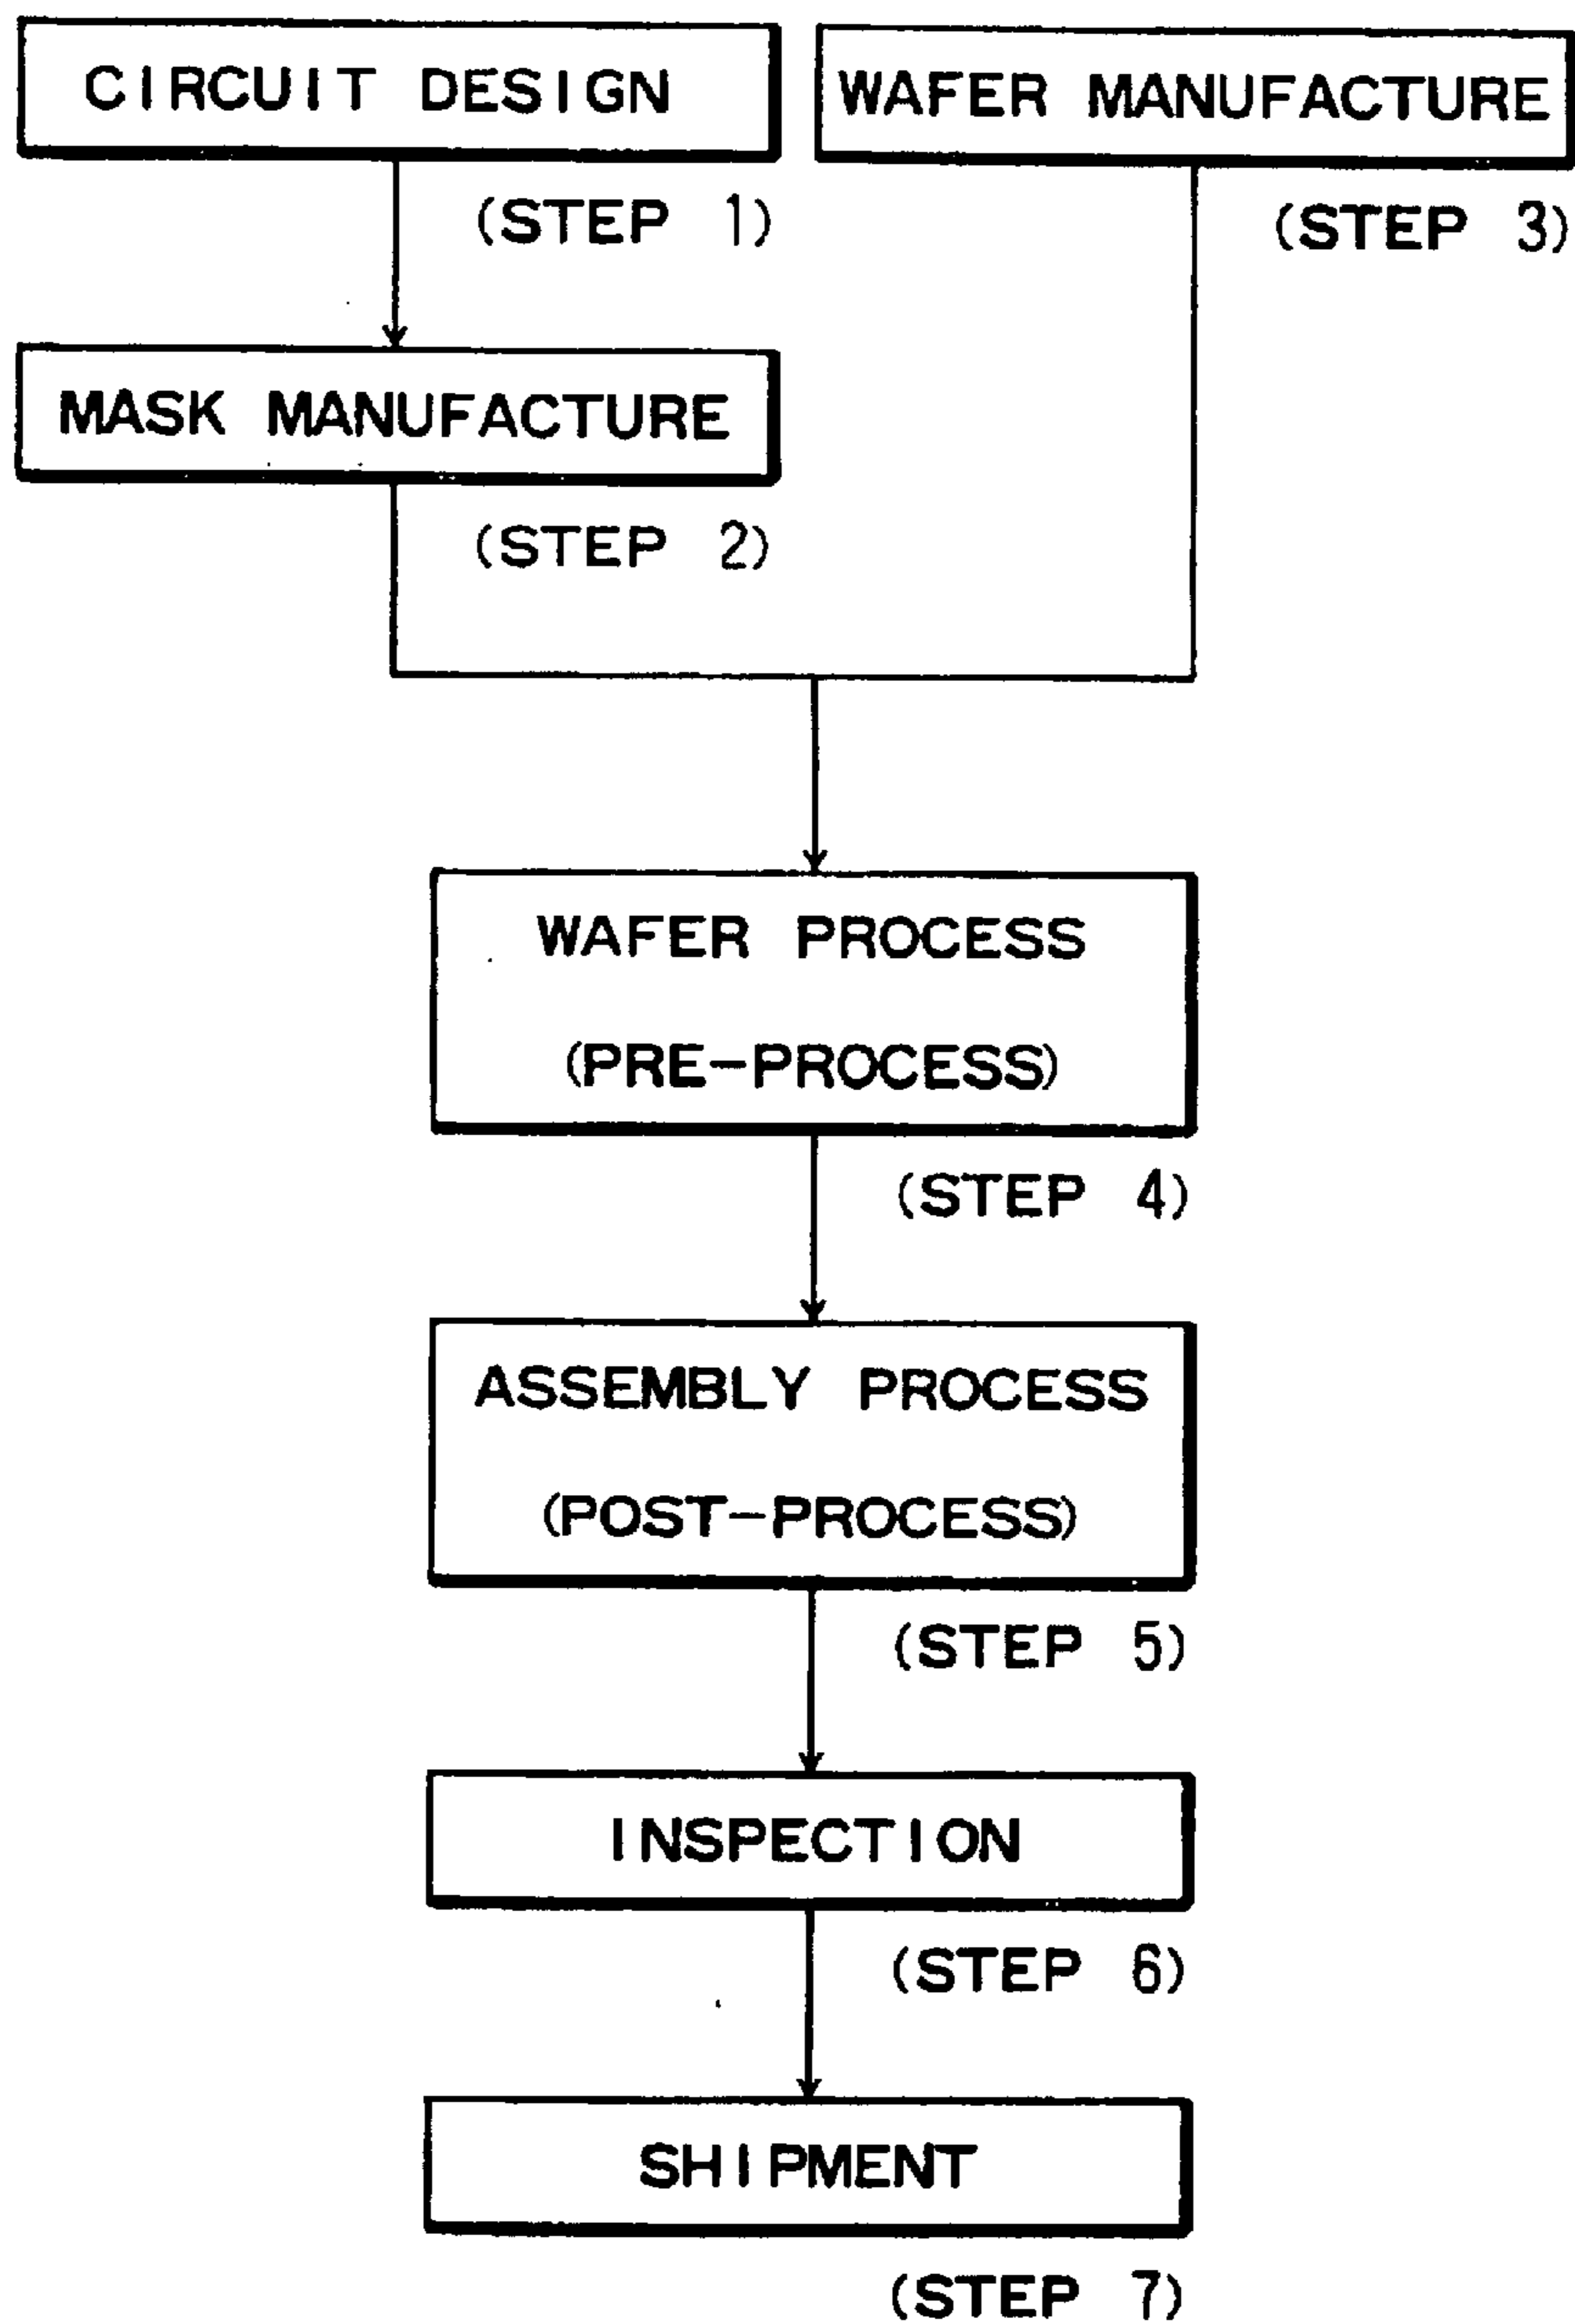 CIRCUIT DESIGN
(STEP 1)
WAFER MANUFACTURE
(STEP 3)
MASK MANUFACTURE
(STEP 2)
WAFER PROCESS
(PRE-PROCESS)
(STEP 4)
ASSEMBLY PROCESS
(POST-PROCESS)
(STEP 5)
INSPECTION
(STEP 6)
SHIPMENT
(STEP 7)